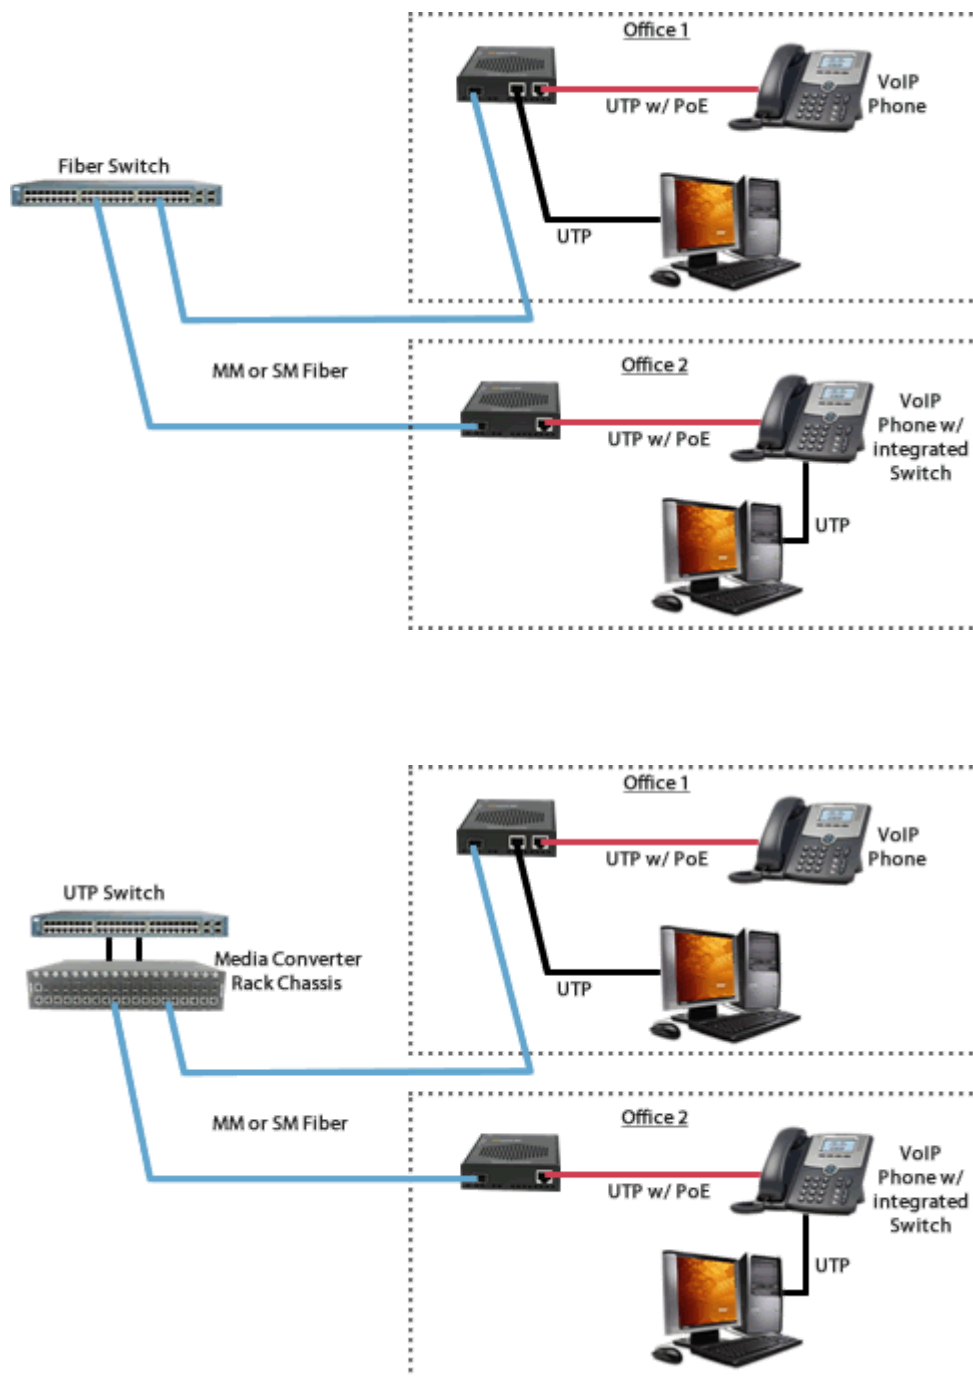 Office 1
VoIP
Phone
UTP w/ PoE
Fiber Switch
UTP
MM or SM Fiber
Office 2
VoIP
Phone w/
integrated
Switch
UTP w/ PoE
UTP
Office 1
VoIP
Phone
UTP w/ PoE
UTP Switch
Media Converter
Rack Chassis
UTP
MM or SM Fiber
Office 2
VoIP
Phone w/
integrated
Switch
UTP w/ PoE
UTP